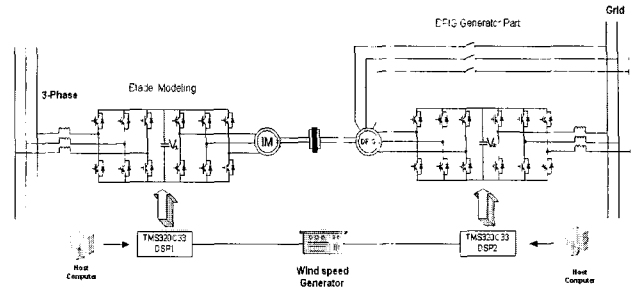 Grid
DFIG Generator Part
3-Phase
Blade Modeling
IM
DFIG
TMS320C33
DSP1
TMS320C33
DSP2
Host
Computer
Wind speed
Generator
Host
Computer